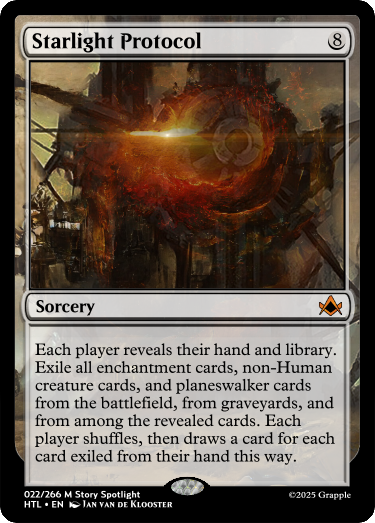 Starlight Protocol 8
Sorcery
Each player reveals their hand and library.
Exile all enchantment cards, non-Human
creature cards, and planeswalker cards
from the battlefield, from graveyards, and
from among the revealed cards. Each
player shuffles, then draws a card for each
card exiled from their hand this way.
022/266 M Story Spotlight
HTL • EN Ian van de Klooster
©2025 Grapple